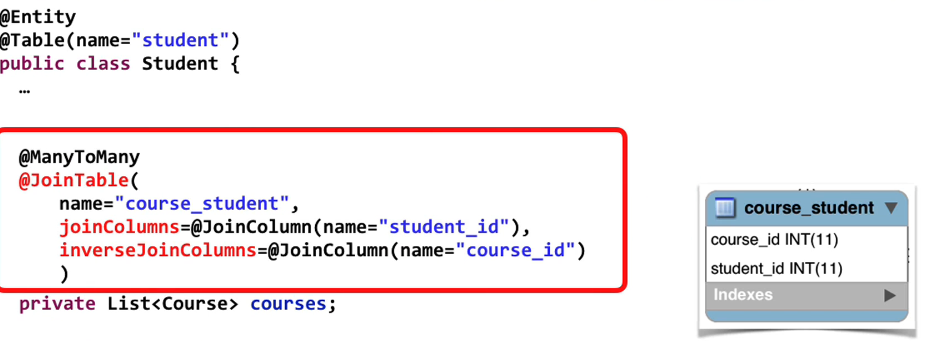 @Entity
@Table(name="student")
public class Student {
…
@ManyToMany
@JoinTable(
name="course_student",
joinColumns=@JoinColumn(name="student_id"),
inverseJoinColumns=@JoinColumn(name="course_id")
)
private List<Course> courses;
course_student
course_id INT(11)
student_id INT(11)
Indexes